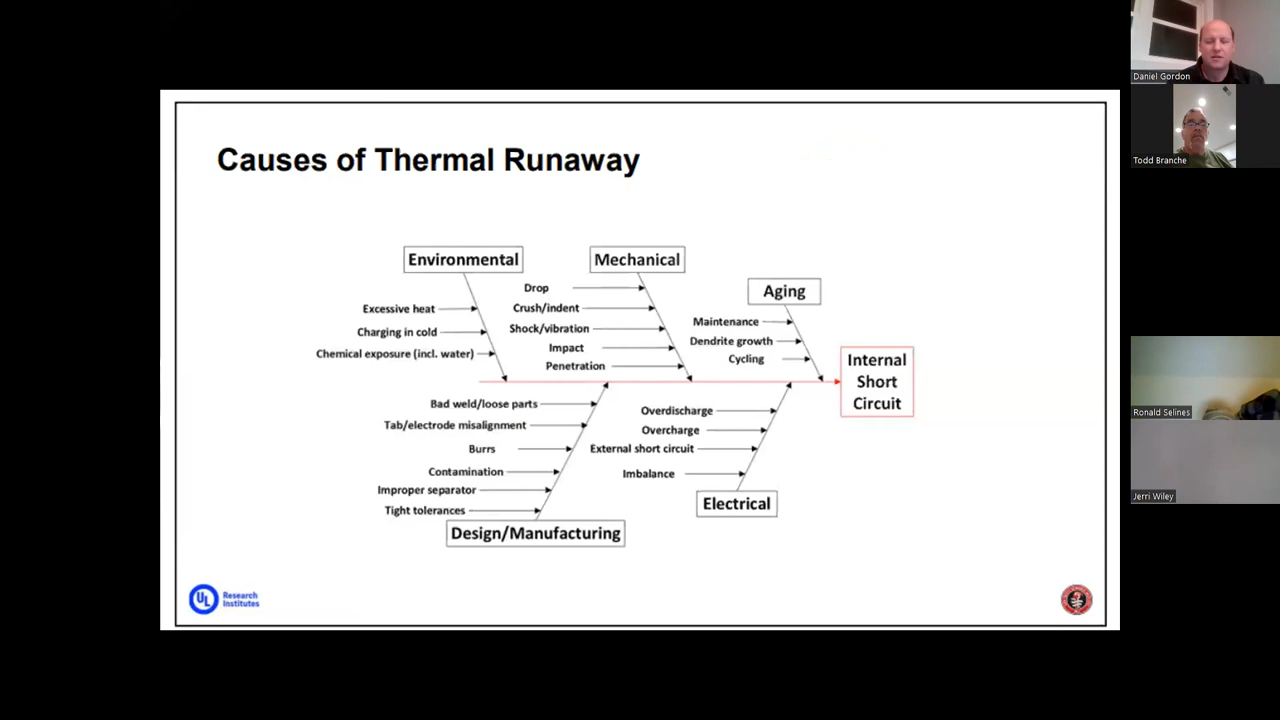 Causes of Thermal Runaway
Environmental
Excessive heat
Charging in cold
Chemical exposure (incl. water)
Mechanical
Drop
Crush/indent
Shock/vibration
Impact
Penetration
Aging
Maintenance
Dendrite growth
Cycling
Internal
Short
Circuit
Bad weld/loose parts
Tab/electrode misalignment
Burrs
Contamination
Improper separator
Tight tolerances
Design/Manufacturing
Overdischarge
Overcharge
External short circuit
Imbalance
Electrical
UL
Research
Institutes
Daniel Gordon
Todd Branche
Ronald Selines
Jerri Wiley